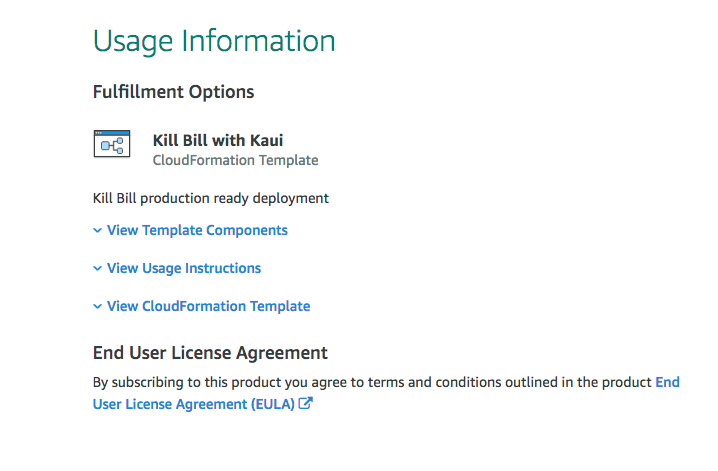 Usage Information
Fulfillment Options
Kill Bill with Kaui
CloudFormation Template
Kill Bill production ready deployment
View Template Components
View Usage Instructions
View CloudFormation Template
End User License Agreement
By subscribing to this product you agree to terms and conditions outlined in the product End
User License Agreement (EULA)